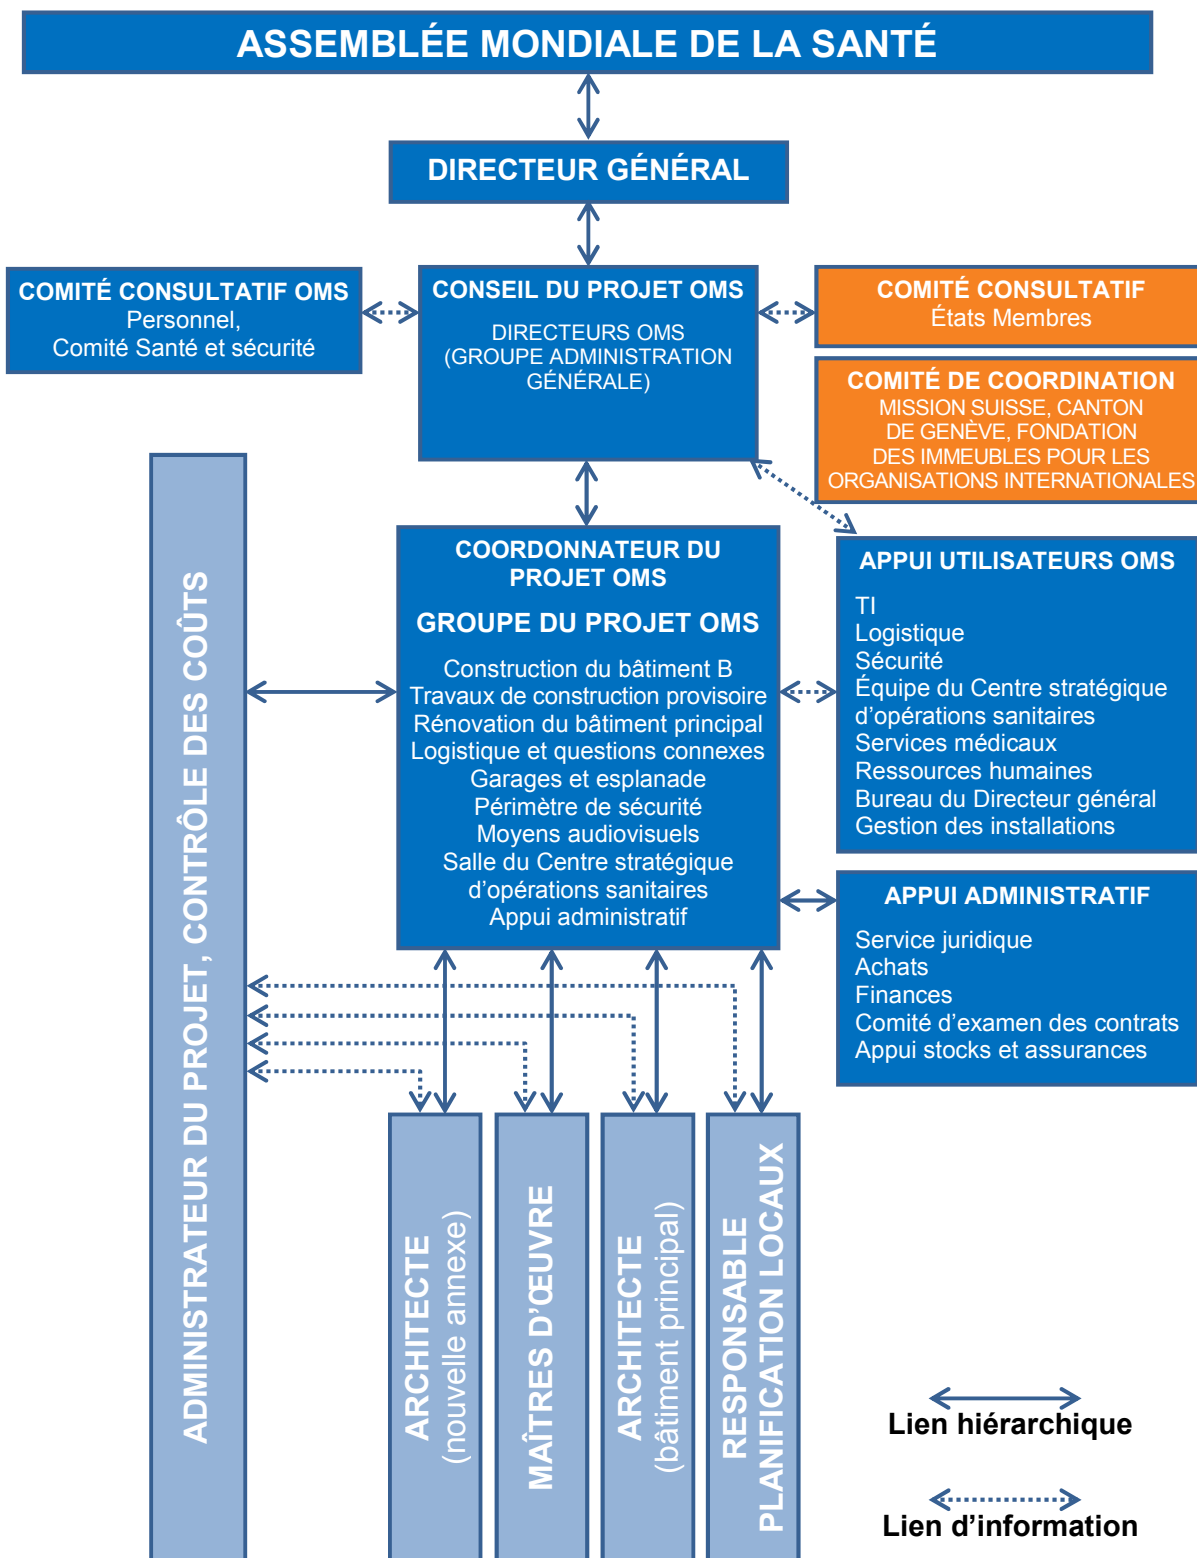 ASSEMBLÉE MONDIALE DE LA SANTÉ
DIRECTEUR GÉNÉRAL
COMITÉ CONSULTATIF OMS
Personnel,
Comité Santé et sécurité
CONSEIL DU PROJET OMS
DIRECTEURS OMS
(GROUPE ADMINISTRATION
GÉNÉRALE)
COMITÉ CONSULTATIF
États Membres
COMITÉ DE COORDINATION
MISSION SUISSE, CANTON
DE GENÈVE, FONDATION
DES IMMEUBLES POUR LES
ORGANISATIONS INTERNATIONALES
ADMINISTRATEUR DU PROJET, CONTRÔLE DES COÛTS
COORDONNATEUR DU
PROJET OMS
GROUPE DU PROJET OMS
Construction du bâtiment B
Travaux de construction provisoire
Rénovation du bâtiment principal
Logistique et questions connexes
Garages et esplanade
Périmètre de sécurité
Moyens audiovisuels
Salle du Centre stratégique
d’opérations sanitaires
Appui administratif
APPUI UTILISATEURS OMS
TI
Logistique
Sécurité
Équipe du Centre stratégique
d’opérations sanitaires
Services médicaux
Ressources humaines
Bureau du Directeur général
Gestion des installations
APPUI ADMINISTRATIF
Service juridique
Achats
Finances
Comité d’examen des contrats
Appui stocks et assurances
ARCHITECTE
(nouvelle annexe)
MAÎTRES D’ŒUVRE
ARCHITECTE
(bâtiment principal)
RESPONSABLE
PLANIFICATION LOCAUX
Lien hiérarchique
Lien d’information